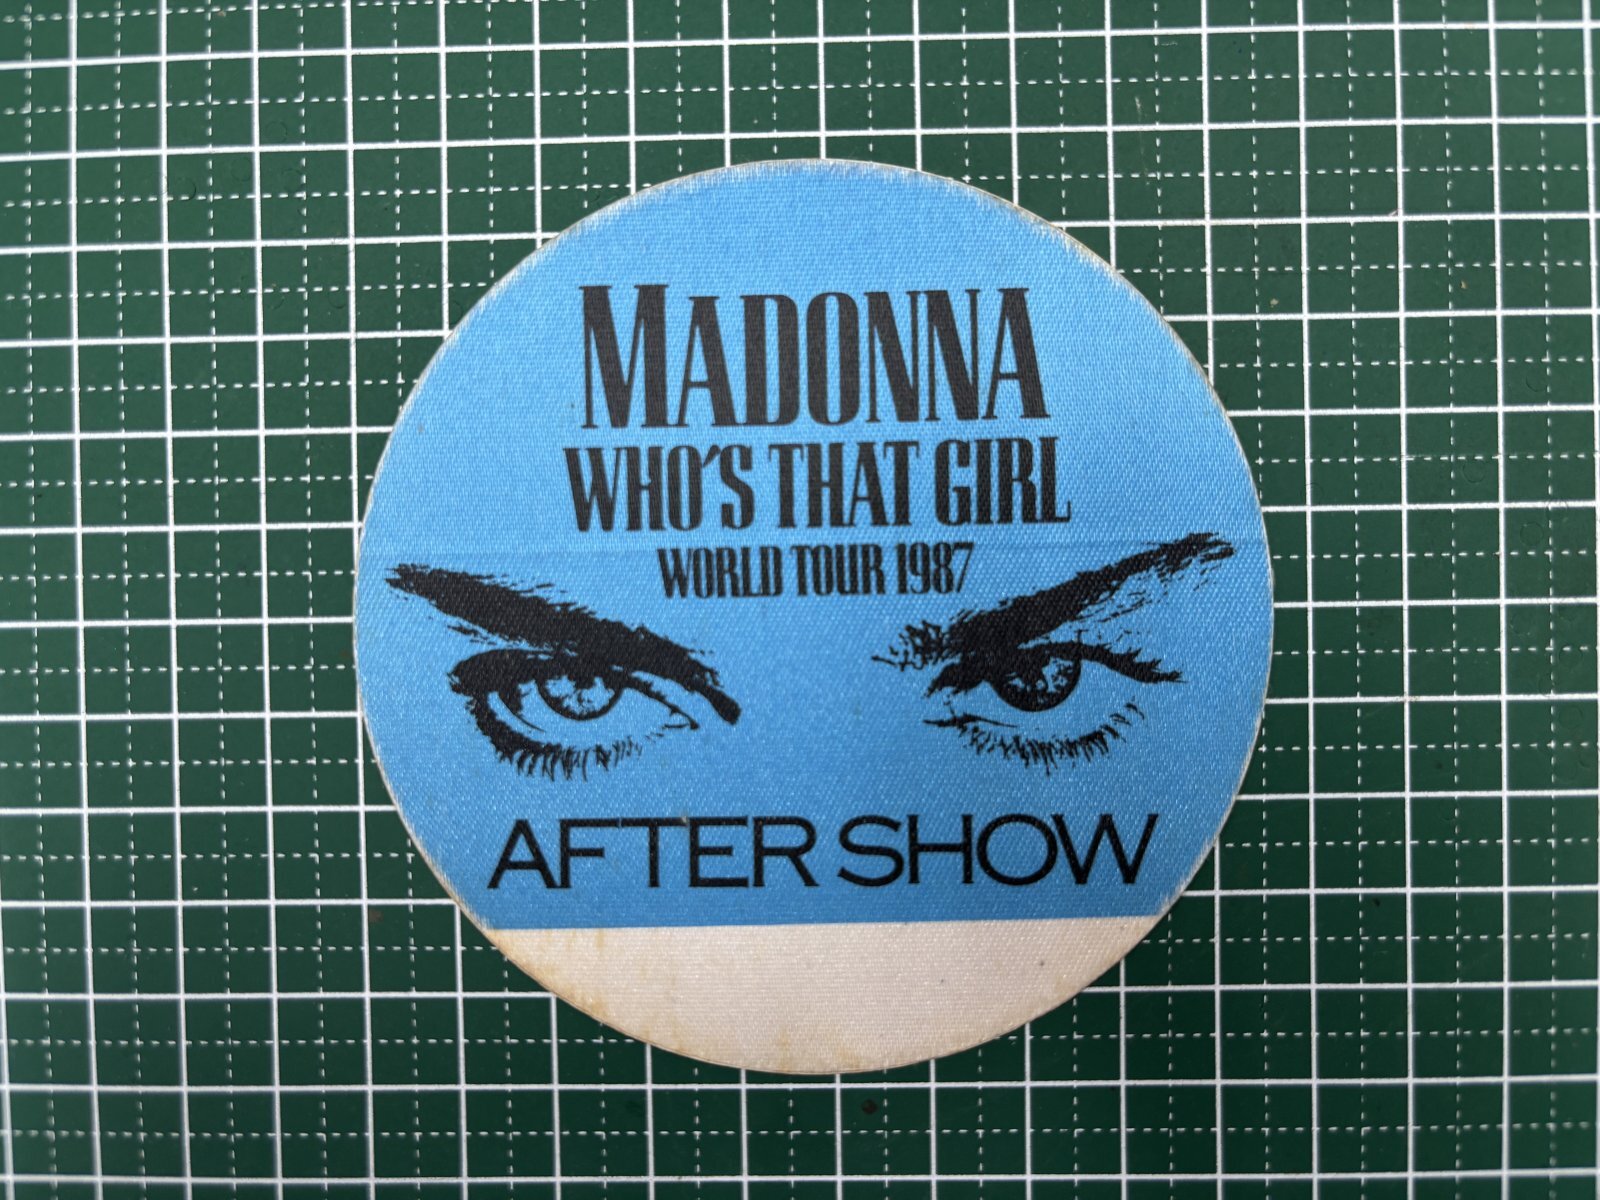 MADONNA
WHO'S THAT GIRL
WORLD TOUR 1987
AFTER SHOW